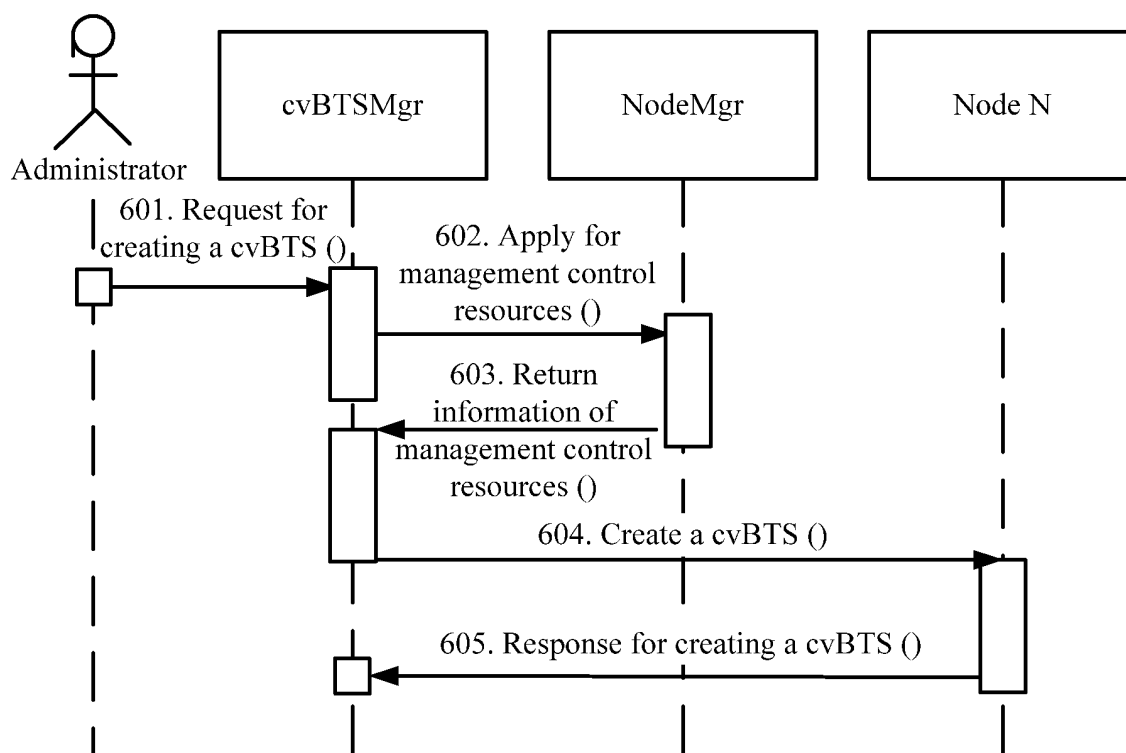 cvBTSMgr
NodeMgr
Node N
Administrator
601. Request for
creating a cvBTS ()
602. Apply for
management control
resources ()
603. Return
information of
management control
resources ()
604. Create a cvBTS ()
605. Response for creating a cvBTS ()